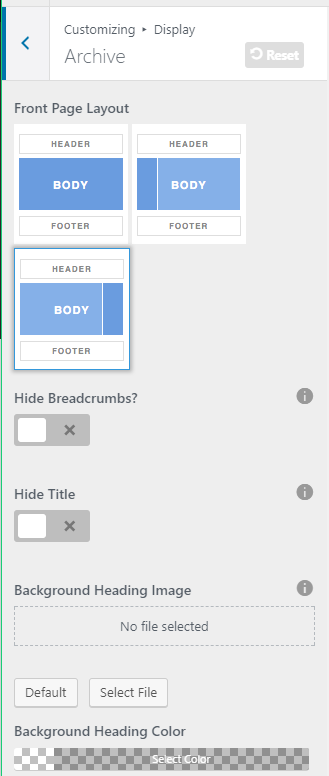 Customizing ▸ Display
Archive
Reset
Front Page Layout
HEADER
BODY
FOOTER
HEADER
BODY
FOOTER
HEADER
BODY
FOOTER
Hide Breadcrumbs?
Hide Title
Background Heading Image
No file selected
Default
Select File
Background Heading Color
Select Color